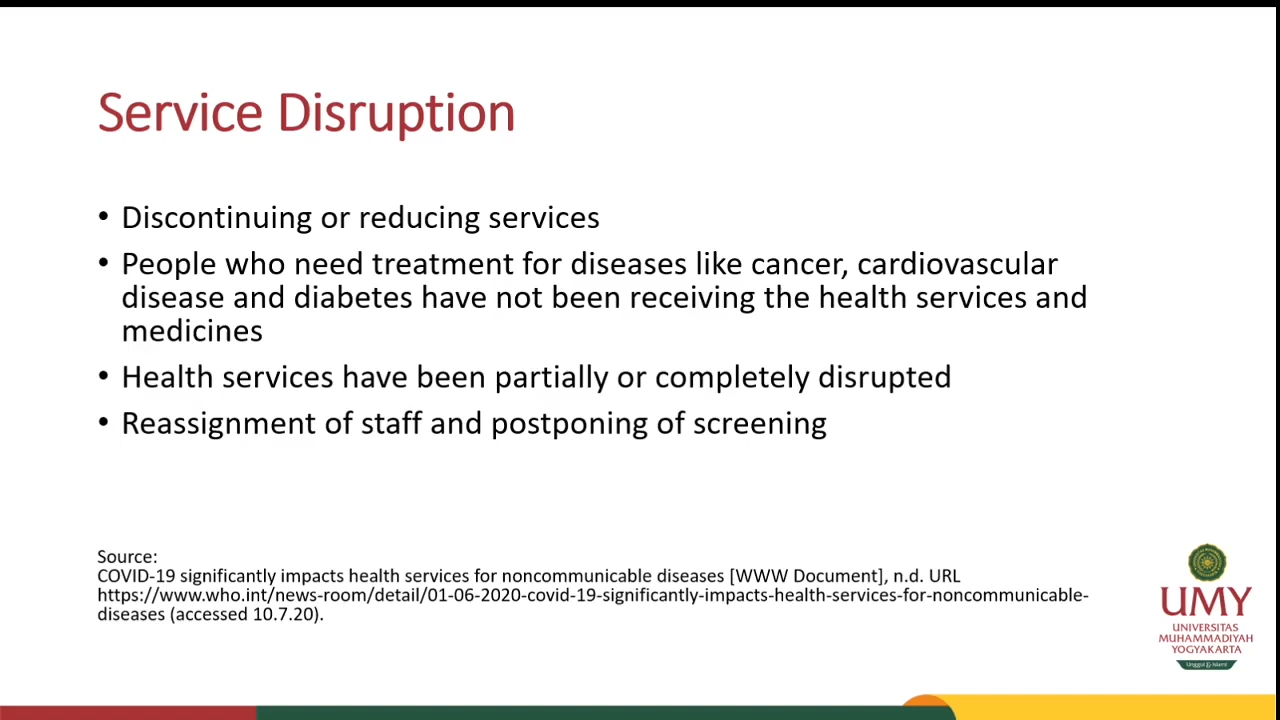 Service Disruption
• Discontinuing or reducing services
• People who need treatment for diseases like cancer, cardiovascular
disease and diabetes have not been receiving the health services and
medicines
• Health services have been partially or completely disrupted
• Reassignment of staff and postponing of screening
Source:
COVID-19 significantly impacts health services for noncommunicable diseases [WWW Document], n.d. URL
https://www.who.int/news-room/detail/01-06-2020-covid-19-significantly-impacts-health-services-for-noncommunicable-
diseases (accessed 10.7.20).
UMY
UNIVERSITAS
MUHAMMADIYAH
YOGYAKARTA
Unggul & Islami